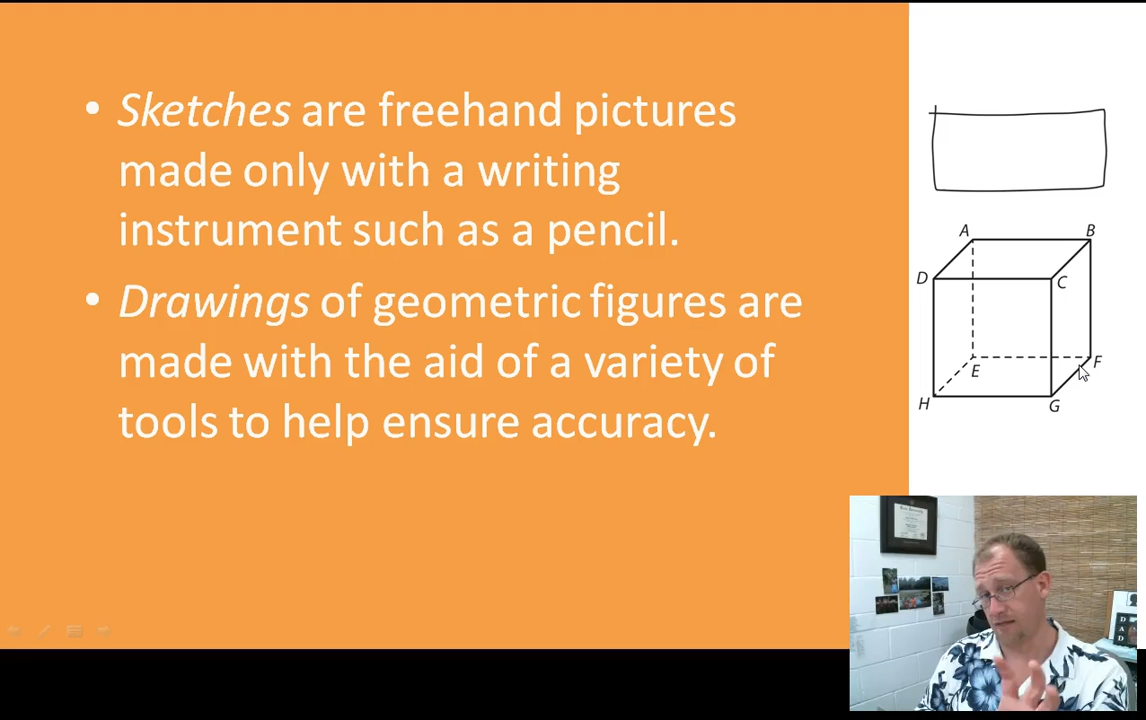 • Sketches are freehand pictures
made only with a writing
instrument such as a pencil.
• Drawings of geometric figures are
made with the aid of a variety of
tools to help ensure accuracy.
A B
D C
E F
H G
DAD